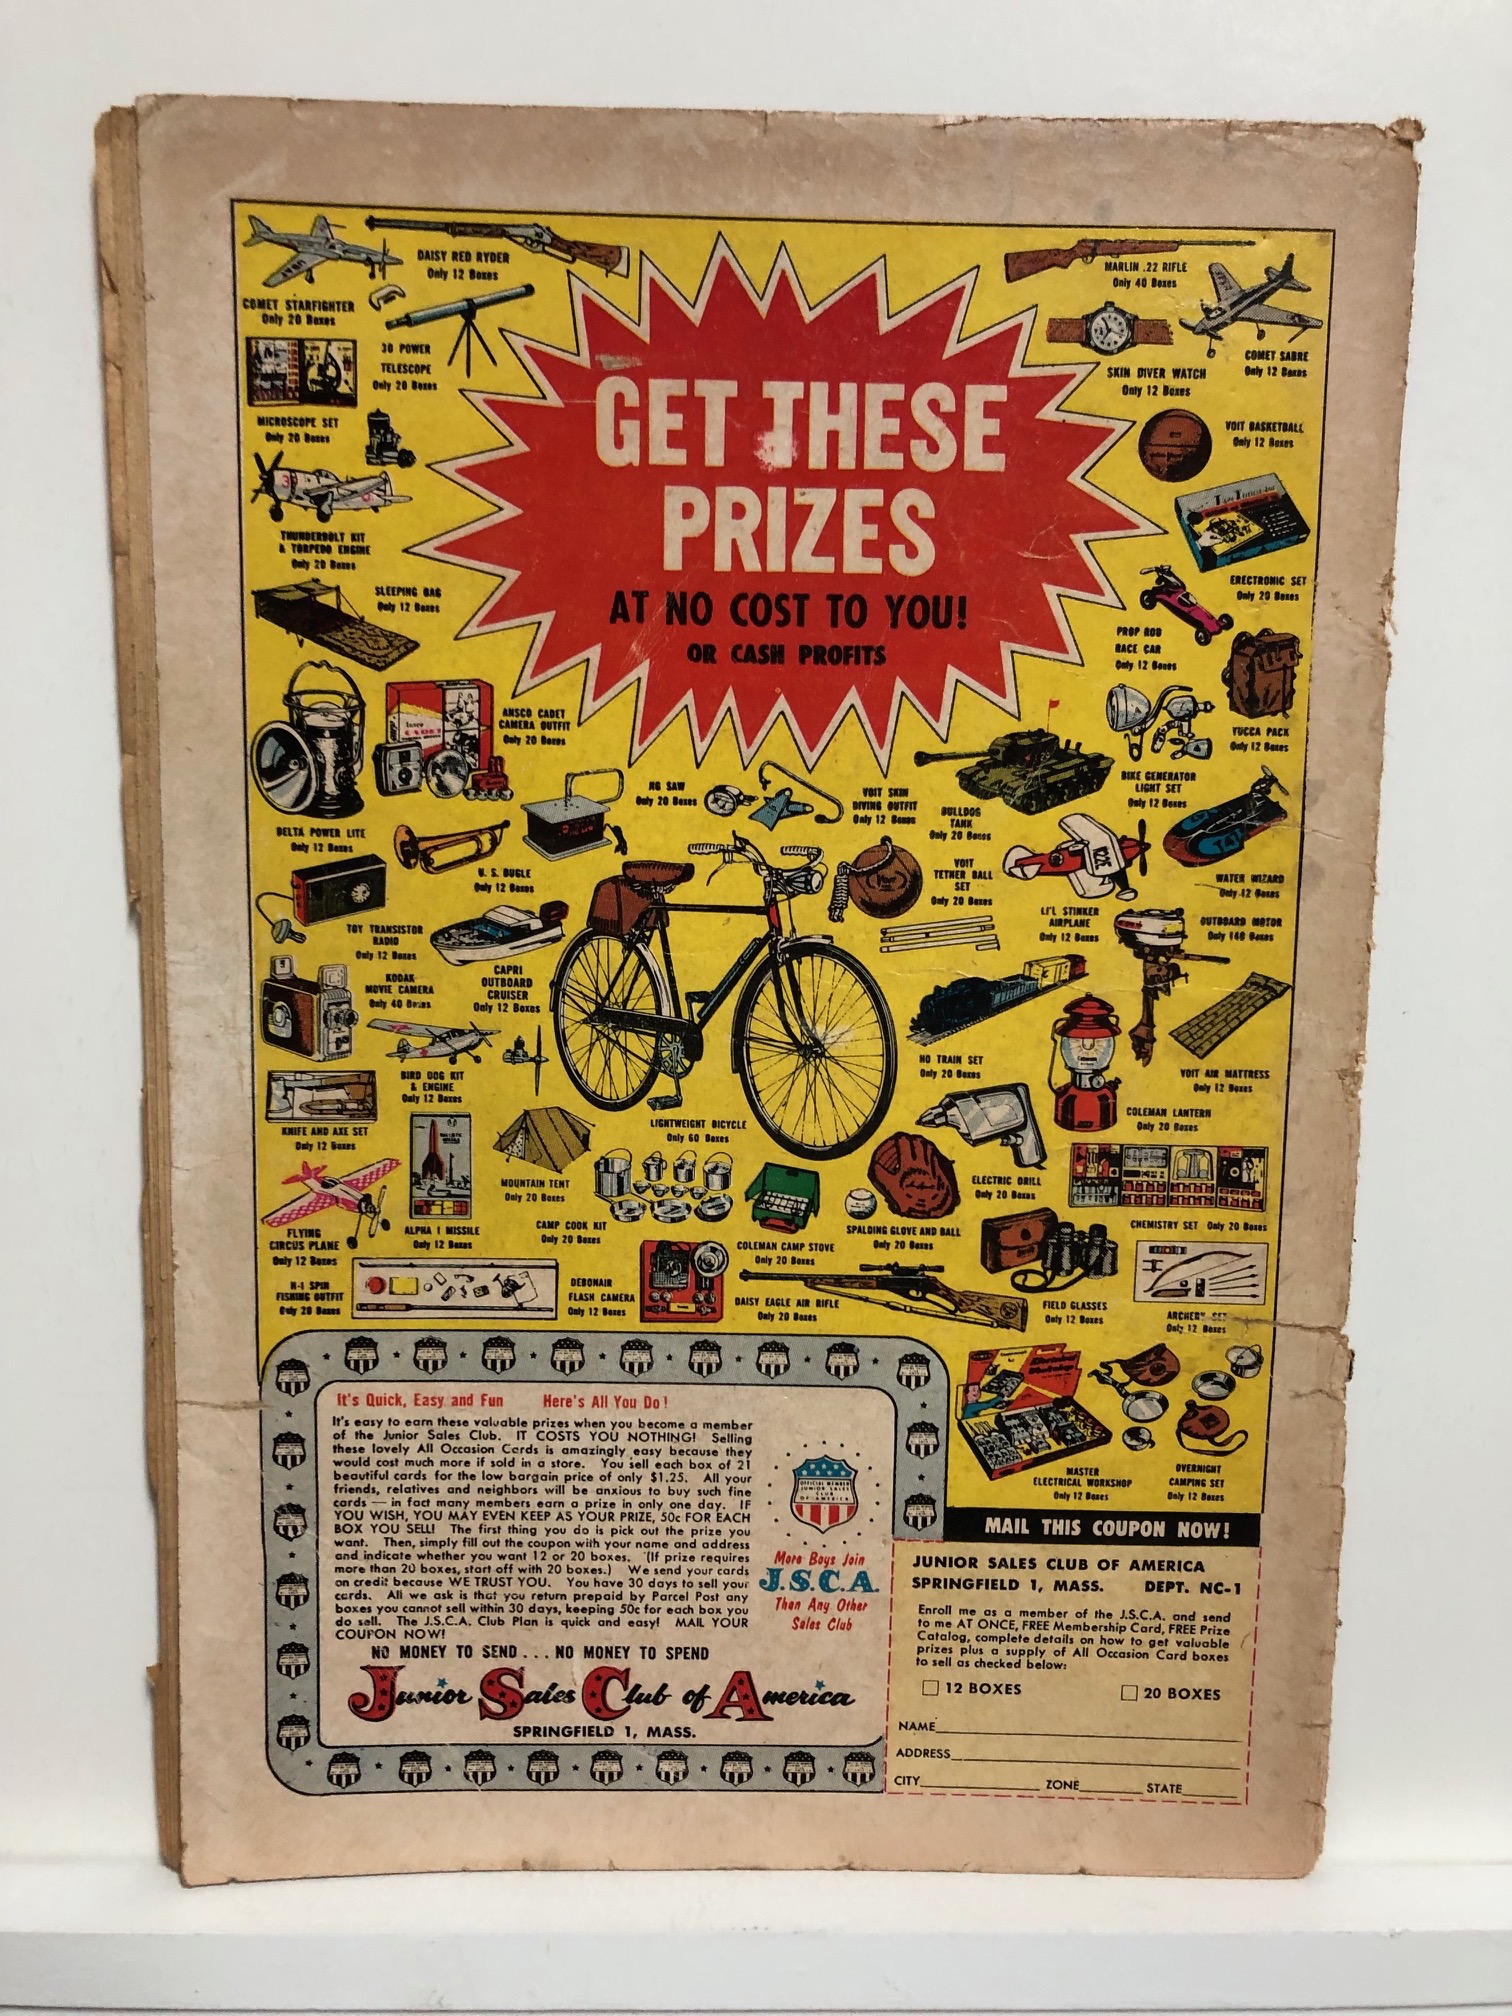 DAISY RED RYDER
Only 12 Boxes
MARLIN .22 RIFLE
Only 40 Boxes
COMET STARFIGHTER
Only 20 Boxes
30 POWER
TELESCOPE
Only 20 Boxes
SKIN DIVER WATCH
Only 12 Boxes
COMET SABRE
Only 12 Boxes
MICROSCOPE SET
Only 20 Boxes
VOIT BASKETBALL
Only 12 Boxes
GET THESE
PRIZES
AT NO COST TO YOU!
OR CASH PROFITS
THUNDERBOLT KIT
& TORPEDO ENGINE
Only 20 Boxes
ERECTRONIC SET
Only 20 Boxes
SLEEPING BAG
Only 12 Boxes
PROP ROD
RACE CAR
Only 12 Boxes
ANSCO CADET
CAMERA OUTFIT
Only 20 Boxes
YUCCA PACK
Only 12 Boxes
DELTA POWER LITE
Only 12 Boxes
JIG SAW
Only 20 Boxes
VOIT SKIN
DIVING OUTFIT
Only 12 Boxes
BULLDOG
TANK
Only 20 Boxes
BIKE GENERATOR
LIGHT SET
Only 12 Boxes
U. S. BUGLE
Only 12 Boxes
VOIT
TETHER BALL
SET
Only 20 Boxes
WATER WIZARD
Only 12 Boxes
TOY TRANSISTOR
RADIO
Only 12 Boxes
LI'L STINKER
AIRPLANE
Only 12 Boxes
OUTBOARD MOTOR
Only 140 Boxes
KODAK
MOVIE CAMERA
Only 40 Boxes
CAPRI
OUTBOARD
CRUISER
Only 12 Boxes
BIRD DOG KIT
& ENGINE
Only 12 Boxes
HO TRAIN SET
Only 20 Boxes
VOIT AIR MATTRESS
Only 12 Boxes
KNIFE AND AXE SET
Only 12 Boxes
LIGHTWEIGHT BICYCLE
Only 60 Boxes
COLEMAN LANTERN
Only 20 Boxes
MOUNTAIN TENT
Only 20 Boxes
ELECTRIC DRILL
Only 20 Boxes
FLYING
CIRCUS PLANE
Only 12 Boxes
ALPHA I MISSILE
Only 12 Boxes
CAMP COOK KIT
Only 20 Boxes
COLEMAN CAMP STOVE
Only 20 Boxes
SPALDING GLOVE AND BALL
Only 20 Boxes
CHEMISTRY SET Only 20 Boxes
N-1 SPIN
FISHING OUTFIT
Only 20 Boxes
DEBONAIR
FLASH CAMERA
Only 12 Boxes
DAISY EAGLE AIR RIFLE
Only 20 Boxes
FIELD GLASSES
Only 12 Boxes
ARCHERY SET
Only 12 Boxes
MASTER
ELECTRICAL WORKSHOP
Only 12 Boxes
OVERNIGHT
CAMPING SET
Only 12 Boxes
It's Quick, Easy and Fun Here's All You Do!
It's easy to earn these valuable prizes when you become a member
of the Junior Sales Club. IT COSTS YOU NOTHING! Selling
these lovely All Occasion Cards is amazingly easy because they
would cost much more if sold in a store. You sell each box of 21
beautiful cards for the low bargain price of only $1.25. All your
friends, relatives and neighbors will be anxious to buy such fine
cards — in fact many members earn a prize in only one day. IF
YOU WISH, YOU MAY EVEN KEEP AS YOUR PRIZE, 50c FOR EACH
BOX YOU SELL! The first thing you do is pick out the prize you
want. Then, simply fill out the coupon with your name and address
and indicate whether you want 12 or 20 boxes. (If prize requires
more than 20 boxes, start off with 20 boxes.) We send your cards
on credit because WE TRUST YOU. You have 30 days to sell your
cards. All we ask is that you return prepaid by Parcel Post any
boxes you cannot sell within 30 days, keeping 50c for each box you
do sell. The J.S.C.A. Club Plan is quick and easy! MAIL YOUR
COUPON NOW!
NO MONEY TO SEND . . . NO MONEY TO SPEND
Junior Sales Club of America
SPRINGFIELD 1, MASS.
OFFICIAL MEMBER
JUNIOR SALES
CLUB
OF AMERICA
More Boys Join
J.S.C.A.
Than Any Other
Sales Club
MAIL THIS COUPON NOW!
JUNIOR SALES CLUB OF AMERICA
SPRINGFIELD 1, MASS. DEPT. NC-1
Enroll me as a member of the J.S.C.A. and send
to me AT ONCE, FREE Membership Card, FREE Prize
Catalog, complete details on how to get valuable
prizes plus a supply of All Occasion Card boxes
to sell as checked below:
12 BOXES 20 BOXES
NAME
ADDRESS
CITY ZONE STATE